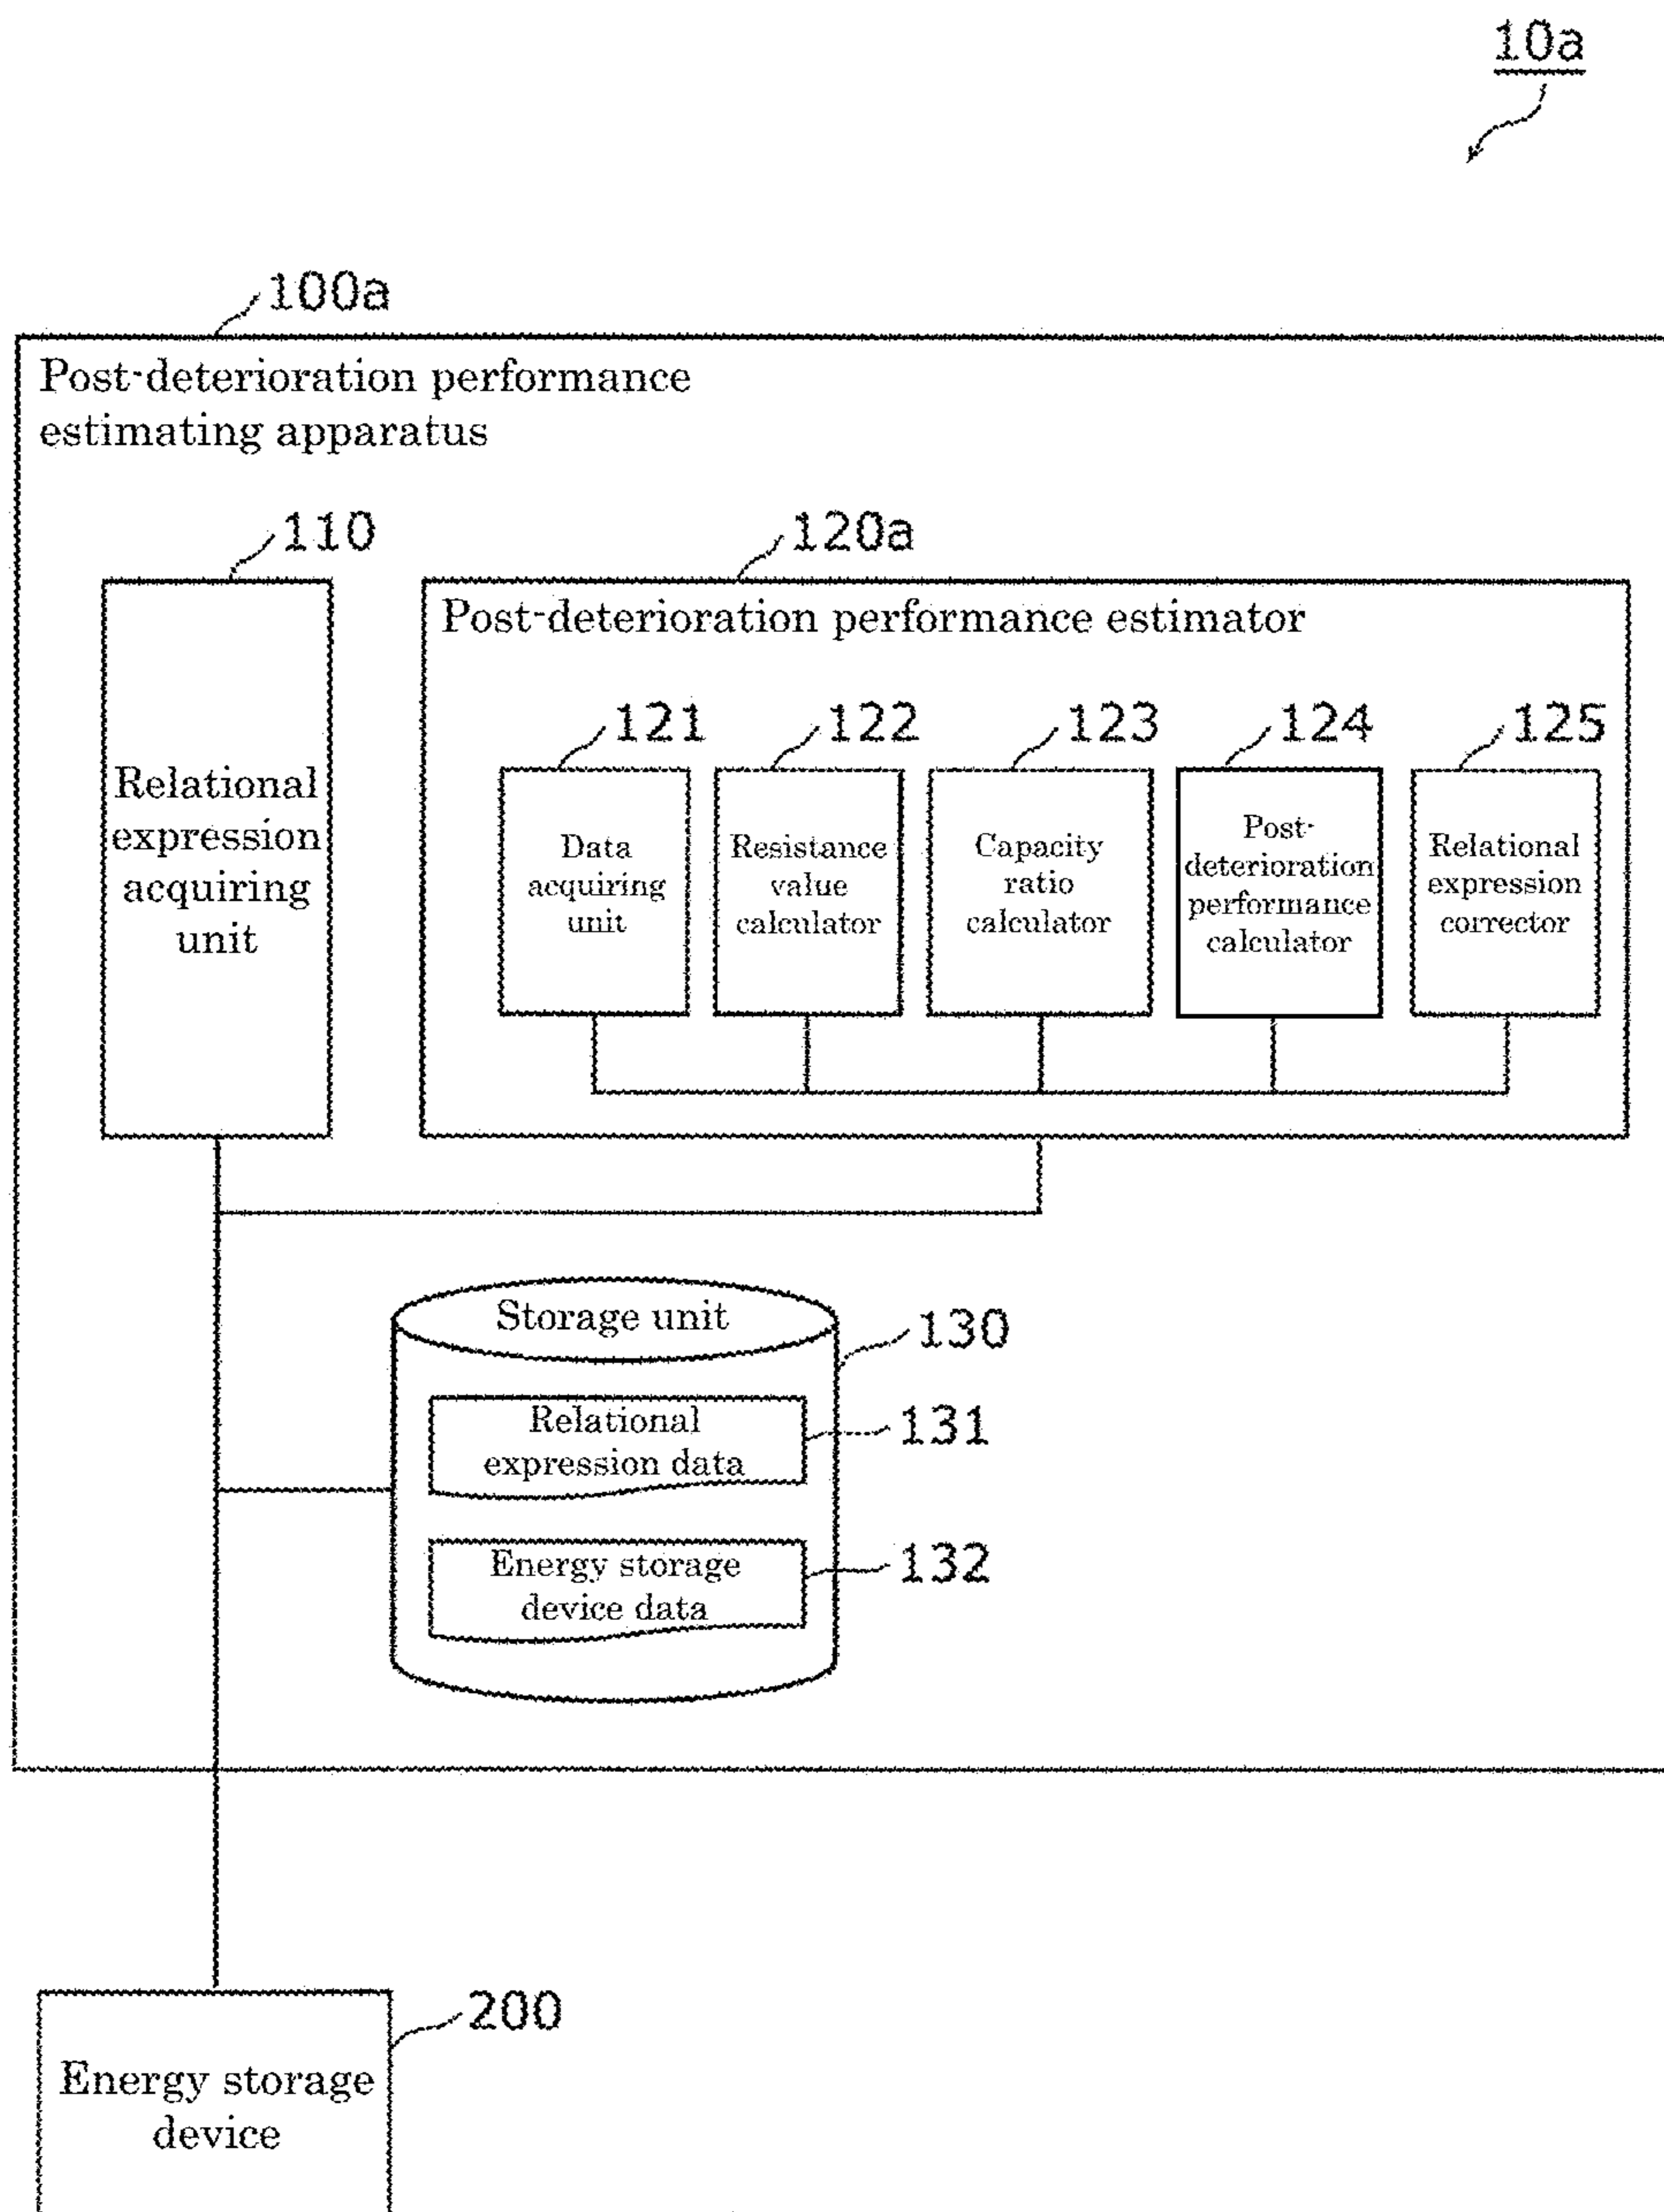 10a
100a
Post-deterioration performance
estimating apparatus
110
120a
Relational
expression
acquiring
unit
Post-deterioration performance estimator
121
122
123
124
125
Data
acquiring
unit
Resistance
value
calculator
Capacity
ratio
calculator
Post-
deterioration
performance
calculator
Relational
expression
corrector
Storage unit
130
Relational
expression data
131
Energy storage
device data
132
200
Energy storage
device